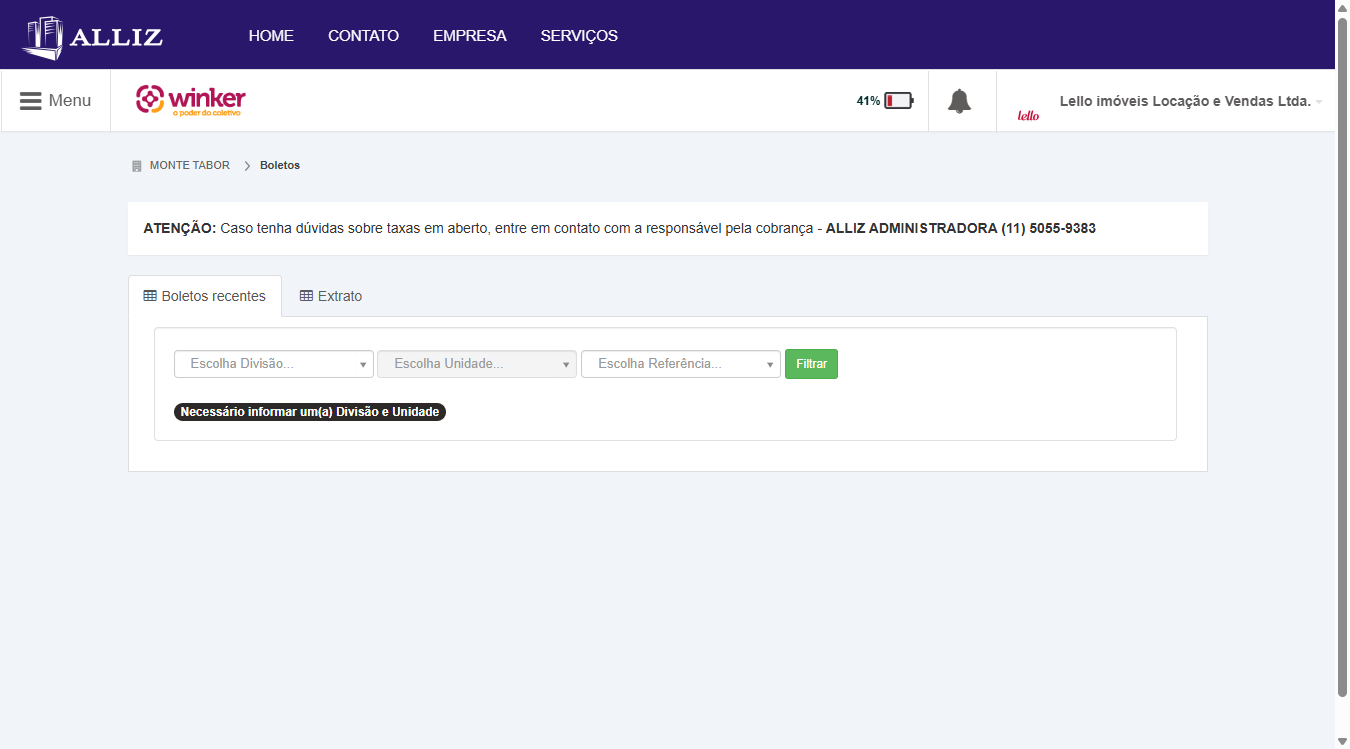 ALLIZ
HOME CONTATO EMPRESA SERVIÇOS
Menu
winker
o poder do coletivo
41%
lello
Lello imóveis Locação e Vendas Ltda.
MONTE TABOR
Boletos
ATENÇÃO: Caso tenha dúvidas sobre taxas em aberto, entre em contato com a responsável pela cobrança - ALLIZ ADMINISTRADORA (11) 5055-9383
Boletos recentes
Extrato
Escolha Divisão...
Escolha Unidade...
Escolha Referência...
Filtrar
Necessário informar um(a) Divisão e Unidade